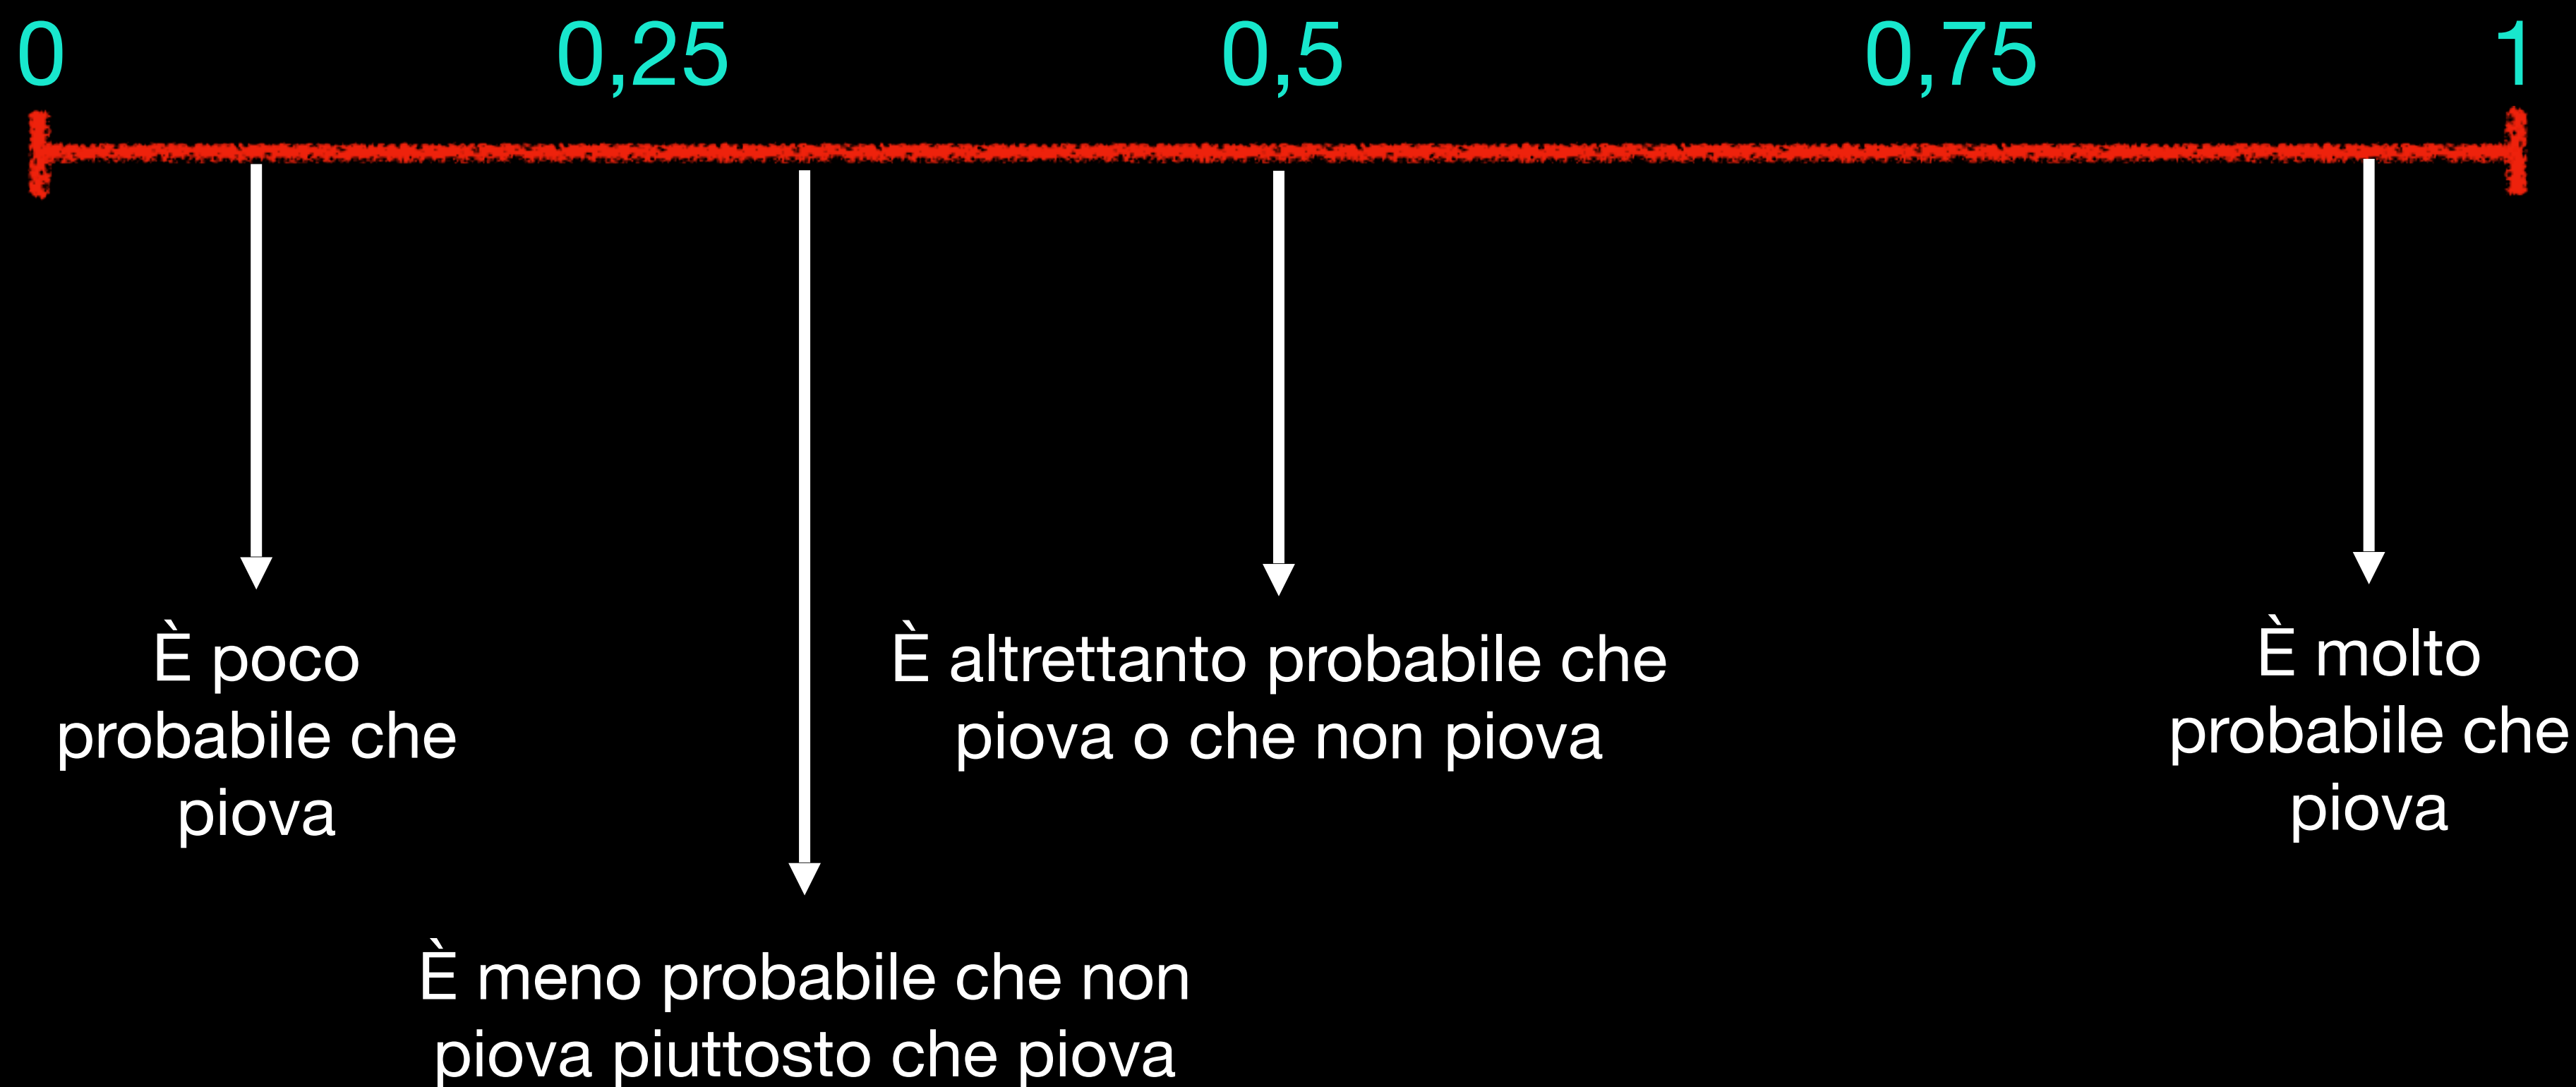 0 0,25 0,5 0,75 1
È poco
probabile che
piova
È altrettanto probabile che
piova o che non piova
È molto
probabile che
piova
È meno probabile che non
piova piuttosto che piova